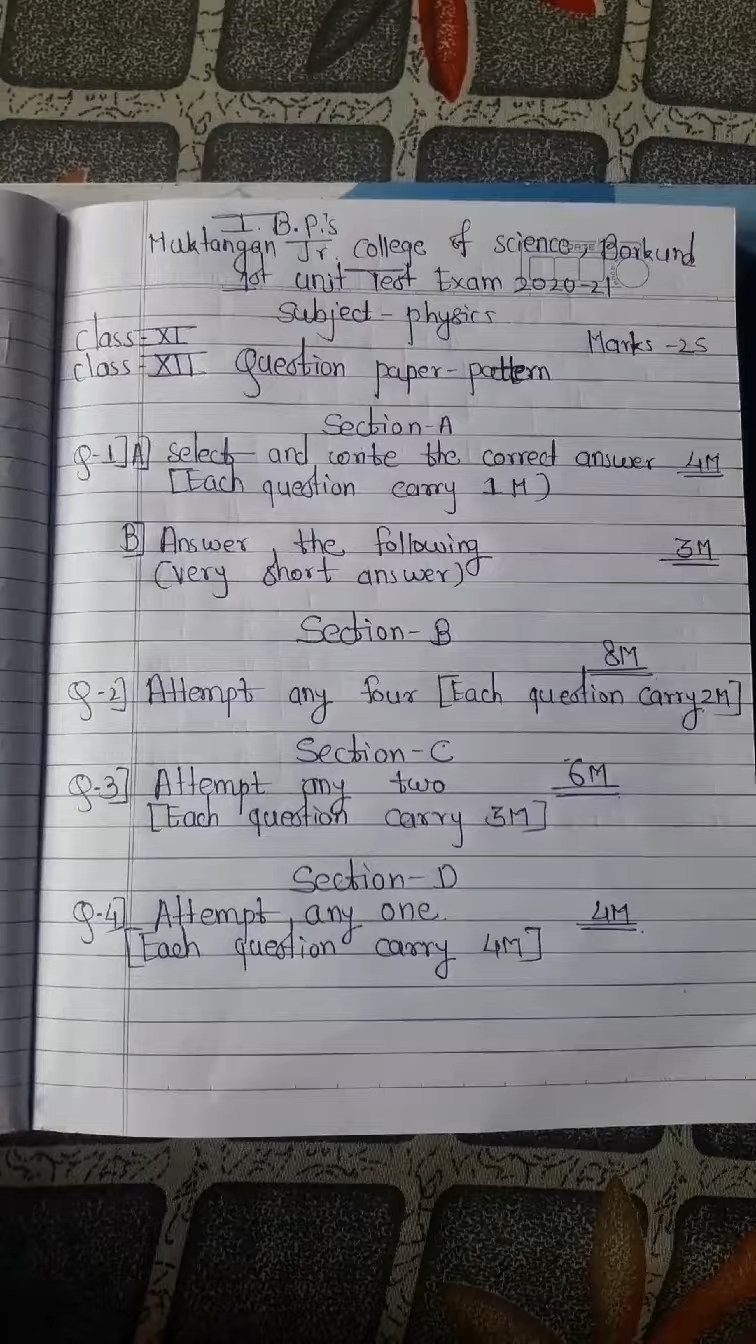 I. B.P.'s
Muktangan Jr. college of science, Borkund
1st unit Test Exam 2020-21
Subject - physics
class - XI
Marks - 25
class - XII Question paper-pattern
Section-A
Q-1] A] select and write the correct answer 4M
[Each question carry 1M)
B] Answer the following 3M
(very short answer)
Section-B
8M
Q-2] Attempt any four [Each question carry 2M]
Section-C
Q-3] Attempt any two 6M
[Each question carry 3M]
Section-D
Q-4] Attempt any one. 4M
[Each question carry 4M]